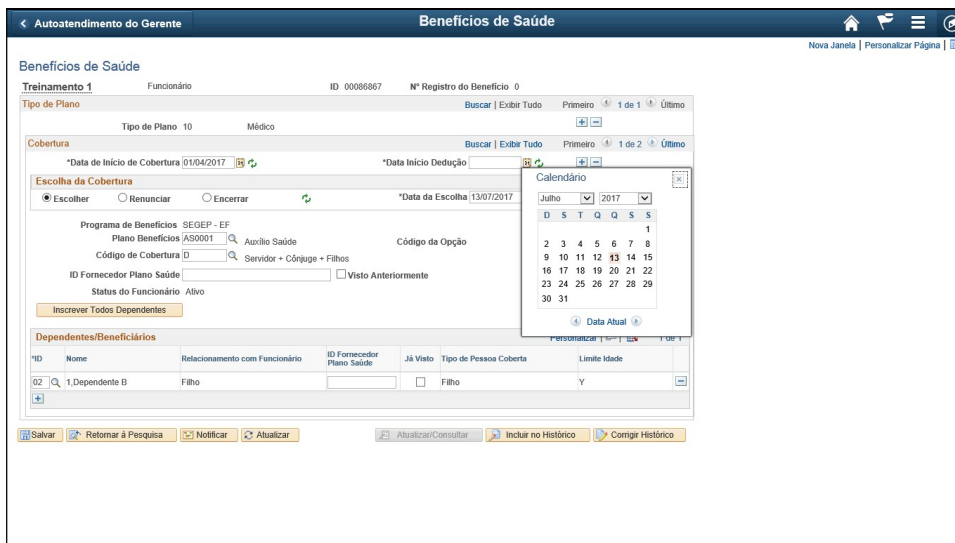 Autoatendimento do Gerente
Benefícios de Saúde
Nova Janela | Personalizar Página |
Benefícios de Saúde
Treinamento 1 Funcionário ID 00086867 Nº Registro do Benefício 0
Tipo de Plano Buscar | Exibir Tudo Primeiro 1 de 1 Último
Tipo de Plano 10 Médico
Cobertura Buscar | Exibir Tudo Primeiro 1 de 2 Último
*Data de Início de Cobertura 01/04/2017 *Data Início Dedução
Escolha da Cobertura
Escolher Renunciar Encerrar *Data da Escolha 13/07/2017
Programa de Benefícios SEGEP - EF
Plano Benefícios AS0001 Auxílio Saúde Código da Opção
Código de Cobertura D Servidor + Cônjuge + Filhos
ID Fornecedor Plano Saúde Visto Anteriormente
Status do Funcionário Ativo
Inscrever Todos Dependentes
Calendário
Julho 2017
D S T Q Q S S
1
2 3 4 5 6 7 8
9 10 11 12 13 14 15
16 17 18 19 20 21 22
23 24 25 26 27 28 29
30 31
Data Atual
Dependentes/Beneficiários Personalizar | 1 de 1
*ID Nome Relacionamento com Funcionário ID Fornecedor Plano Saúde Já Visto Tipo de Pessoa Coberta Limite Idade
02 1,Dependente B Filho Filho Y
Salvar Retornar à Pesquisa Notificar Atualizar Atualizar/Consultar Incluir no Histórico Corrigir Histórico